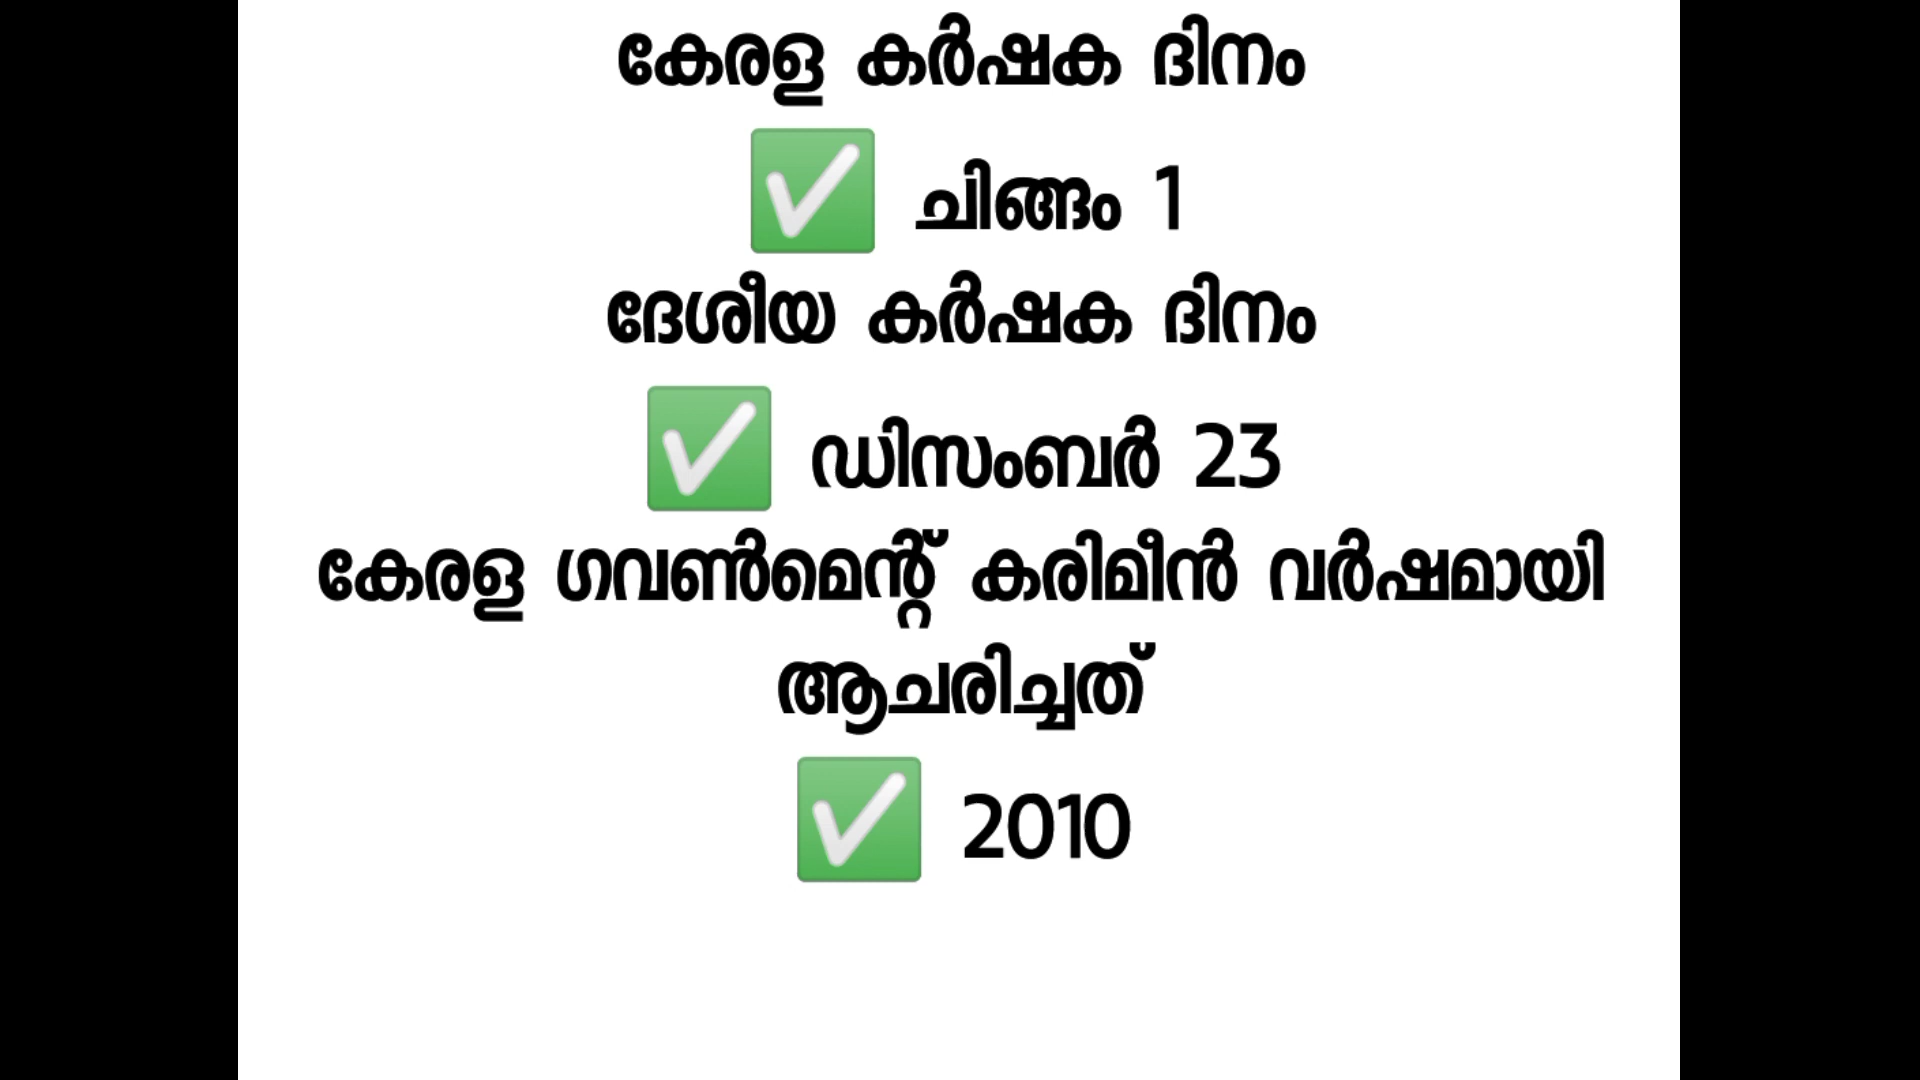 കേരള കർഷക ദിനം
✅ ചിങ്ങം 1
ദേശീയ കർഷക ദിനം
✅ ഡിസംബർ 23
കേരള ഗവൺമെന്റ് കരിമീൻ വർഷമായി
ആചരിച്ചത്
✅ 2010